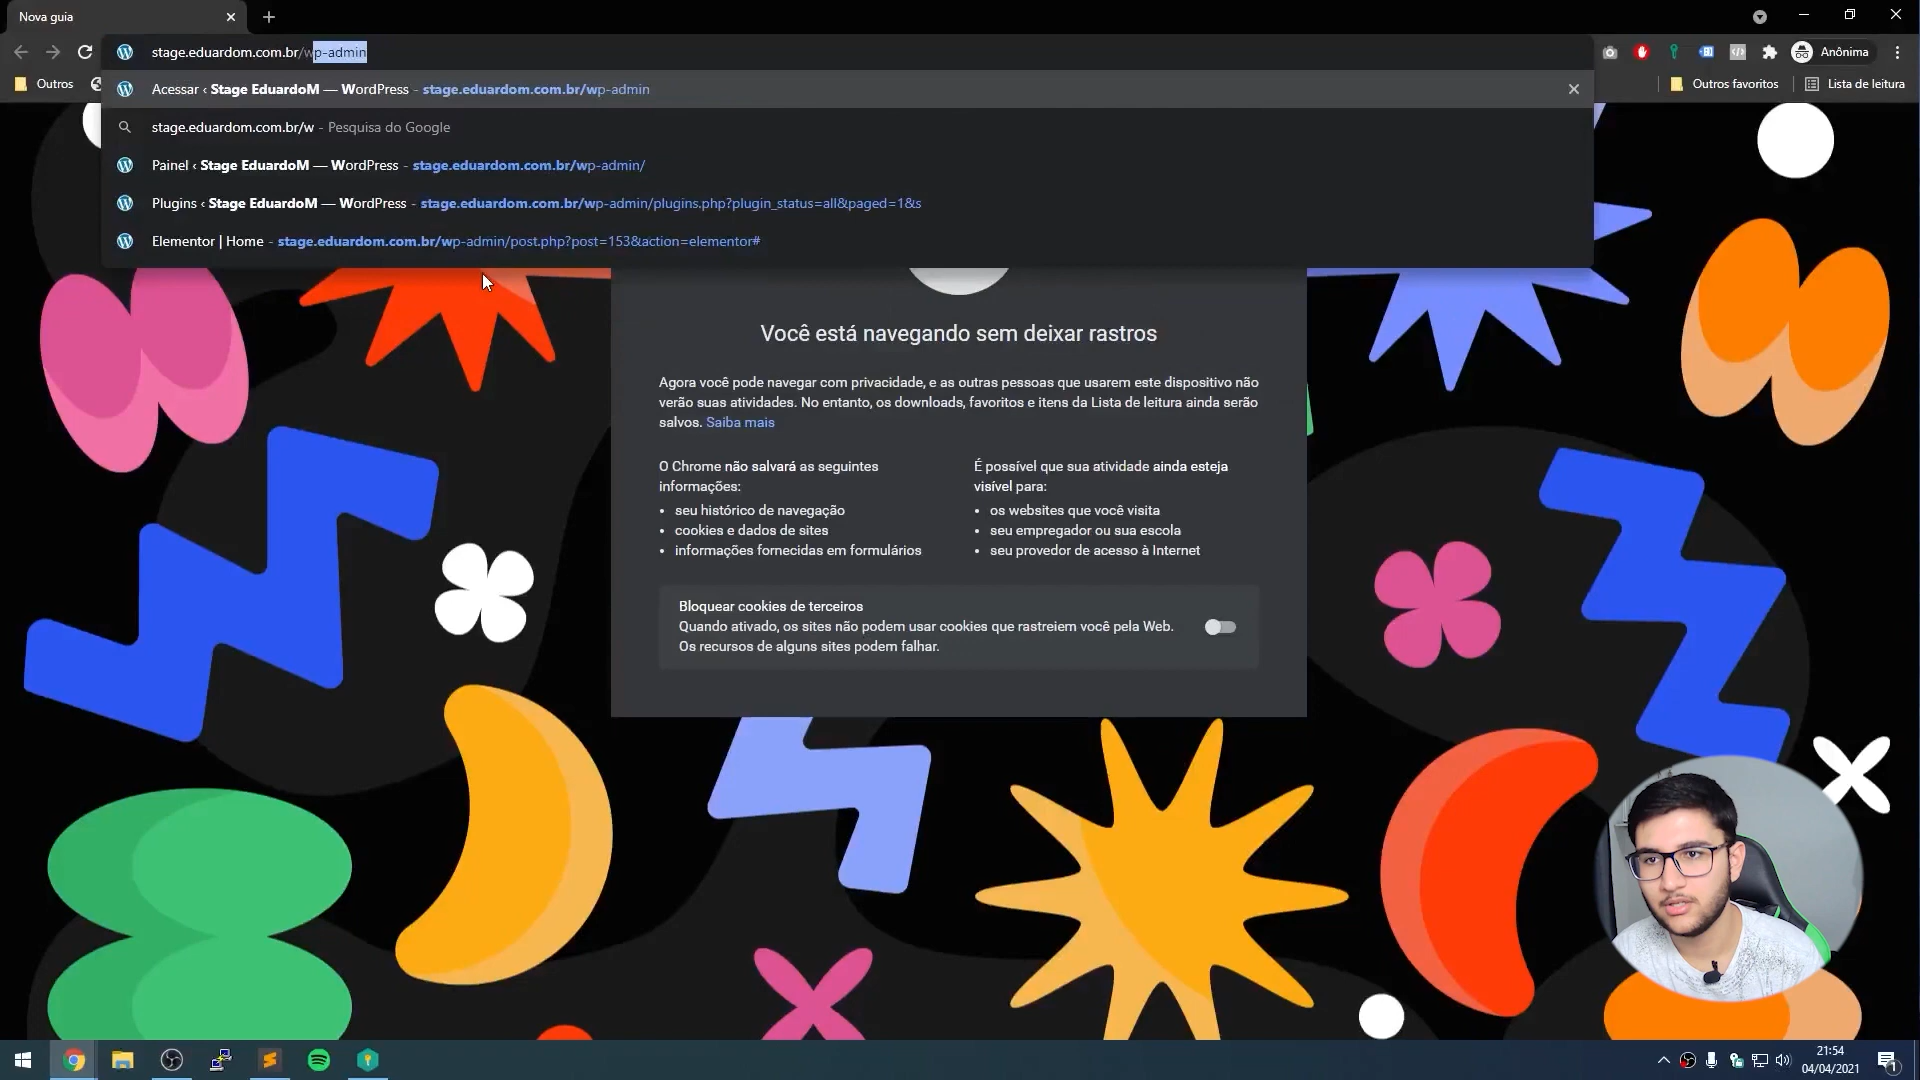 Nova guia
stage.eduardom.com.br/wp-admin
Anônima
Outros
Outros favoritos
Lista de leitura
Acessar ‹ Stage EduardoM — WordPress - stage.eduardom.com.br/wp-admin
stage.eduardom.com.br/w - Pesquisa do Google
Painel ‹ Stage EduardoM — WordPress - stage.eduardom.com.br/wp-admin/
Plugins ‹ Stage EduardoM — WordPress - stage.eduardom.com.br/wp-admin/plugins.php?plugin_status=all&paged=1&s
Elementor | Home - stage.eduardom.com.br/wp-admin/post.php?post=153&action=elementor#
Você está navegando sem deixar rastros
Agora você pode navegar com privacidade, e as outras pessoas que usarem este dispositivo não
verão suas atividades. No entanto, os downloads, favoritos e itens da Lista de leitura ainda serão
salvos. Saiba mais
O Chrome não salvará as seguintes
informações:
• seu histórico de navegação
• cookies e dados de sites
• informações fornecidas em formulários
É possível que sua atividade ainda esteja
visível para:
• os websites que você visita
• seu empregador ou sua escola
• seu provedor de acesso à Internet
Bloquear cookies de terceiros
Quando ativado, os sites não podem usar cookies que rastreiem você pela Web.
Os recursos de alguns sites podem falhar.
21:54
04/04/2021
1